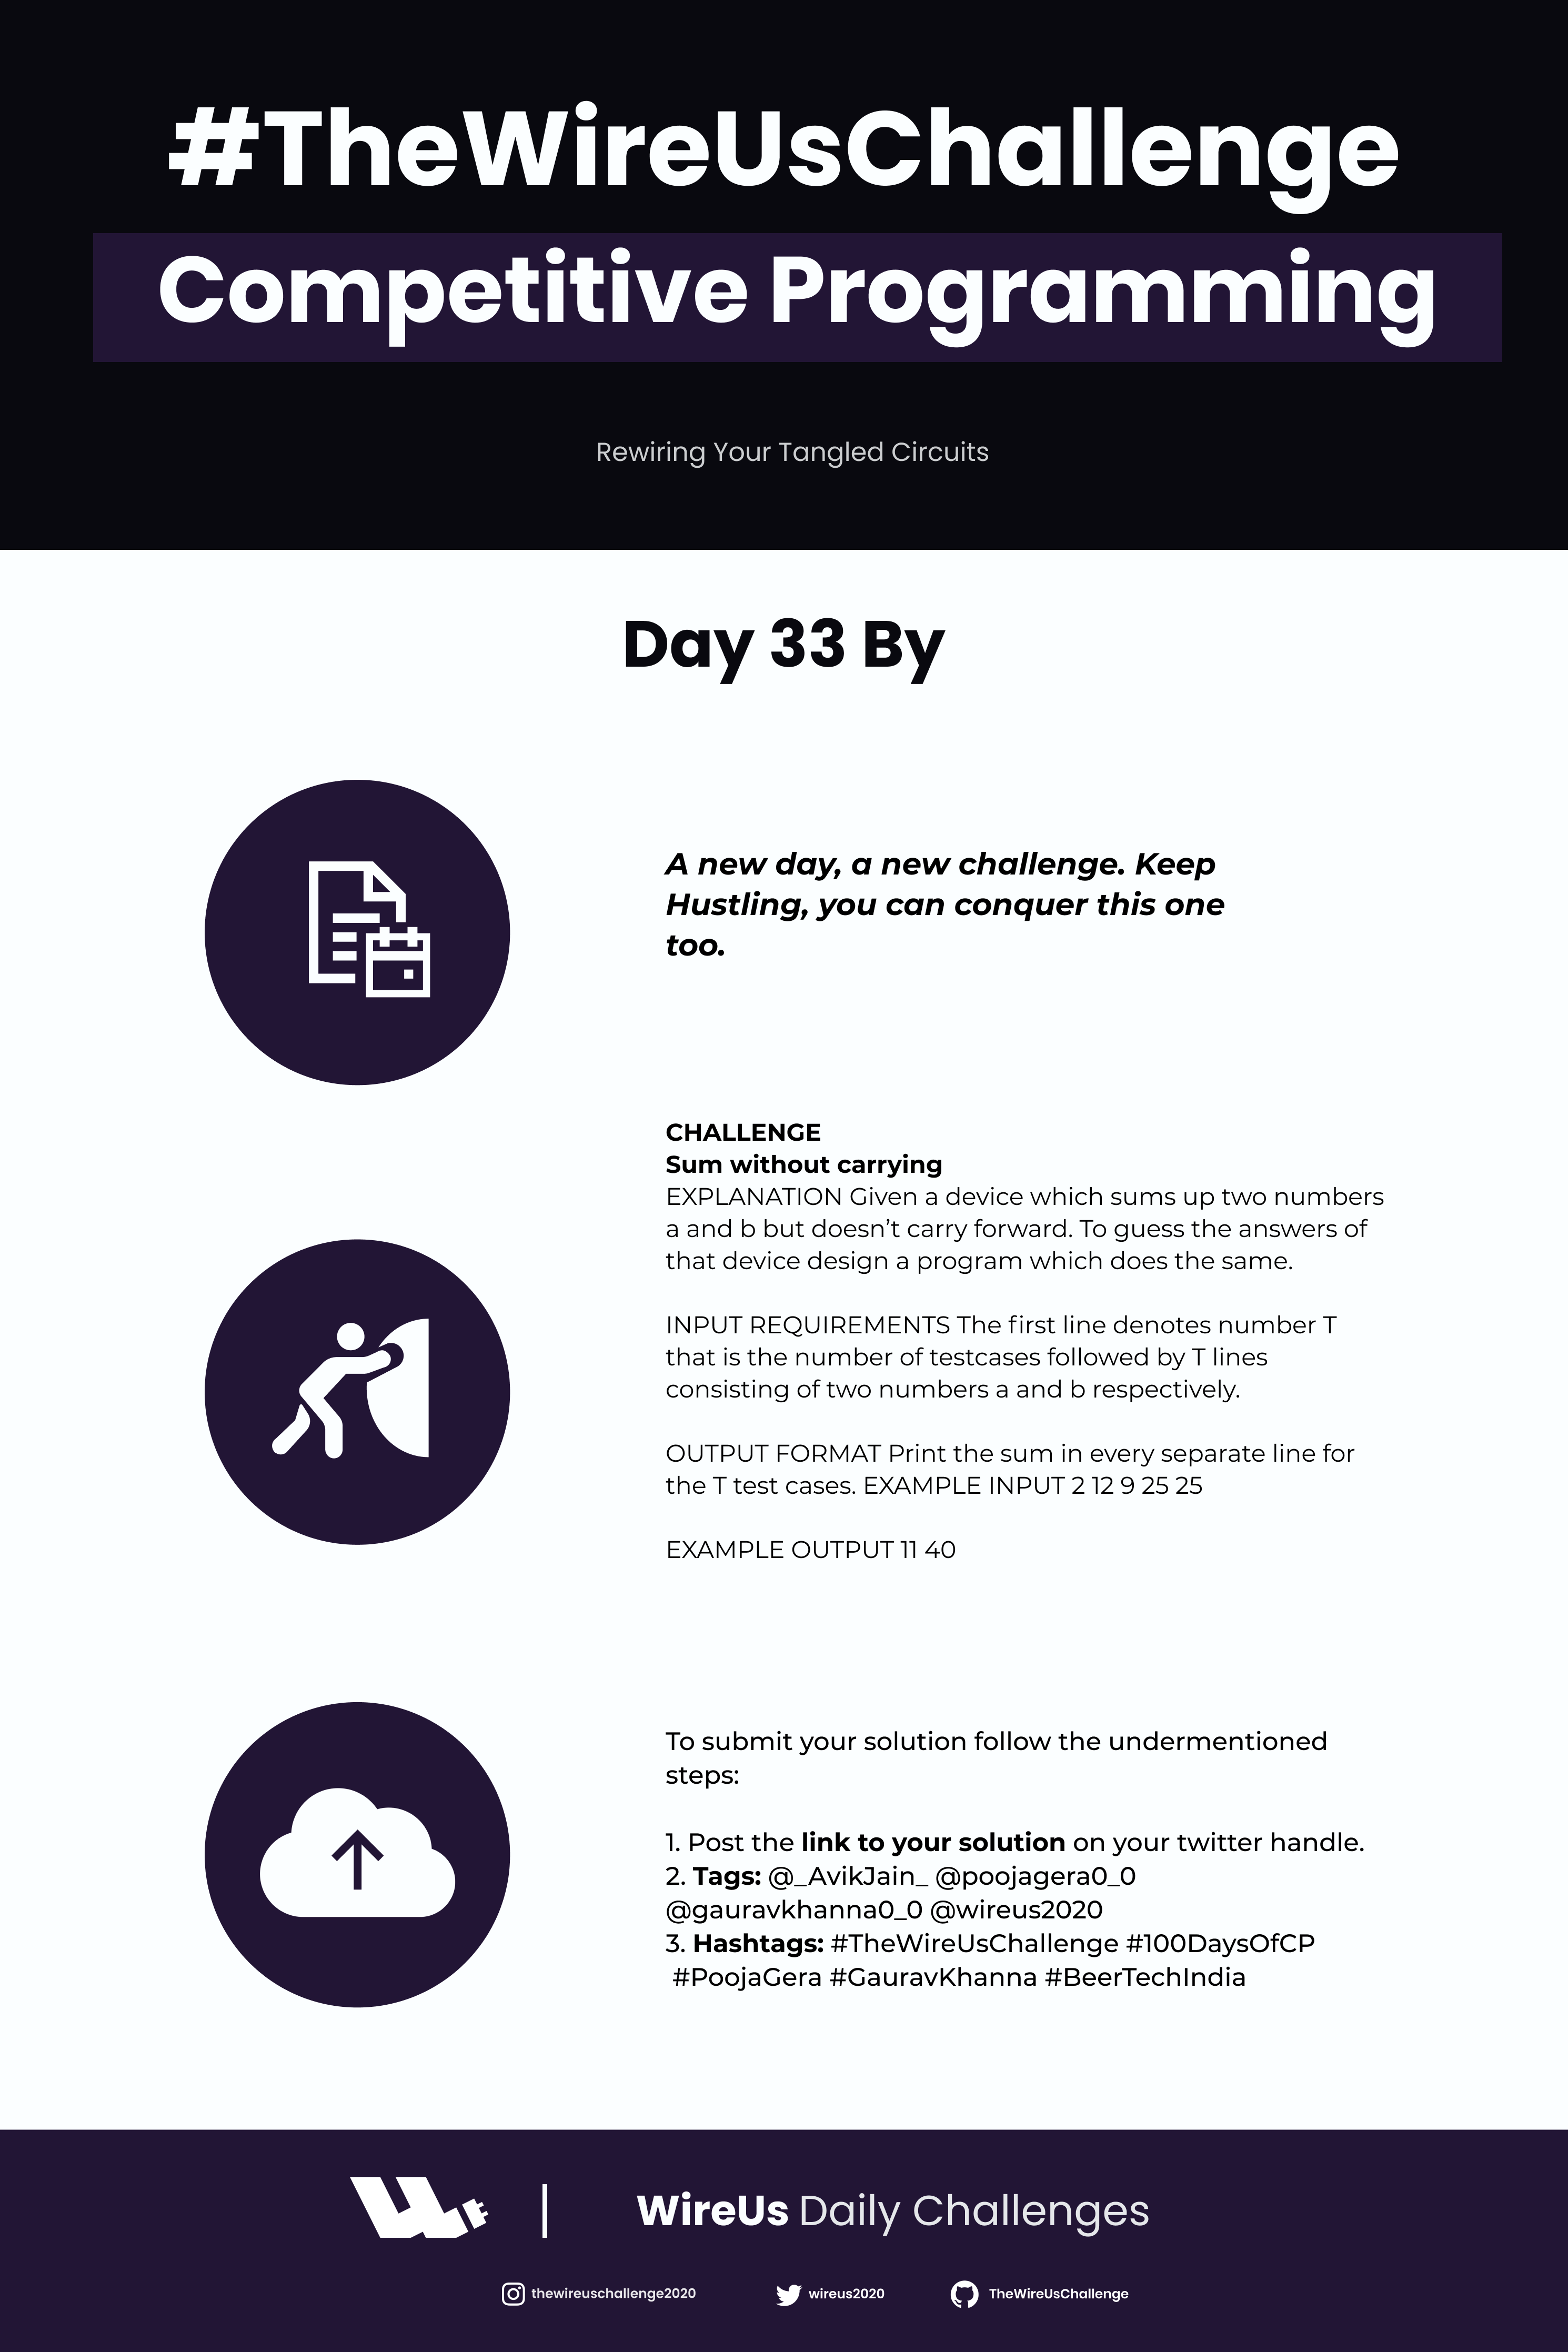 #TheWireUsChallenge
Competitive Programming
Rewiring Your Tangled Circuits
Day 33 By
A new day, a new challenge. Keep
Hustling, you can conquer this one
too.
CHALLENGE
Sum without carrying
EXPLANATION Given a device which sums up two numbers
a and b but doesn’t carry forward. To guess the answers of
that device design a program which does the same.
INPUT REQUIREMENTS The first line denotes number T
that is the number of testcases followed by T lines
consisting of two numbers a and b respectively.
OUTPUT FORMAT Print the sum in every separate line for
the T test cases. EXAMPLE INPUT 2 12 9 25 25
EXAMPLE OUTPUT 11 40
To submit your solution follow the undermentioned
steps:
1. Post the link to your solution on your twitter handle.
2. Tags: @_AvikJain_ @poojagera0_0
@gauravkhanna0_0 @wireus2020
3. Hashtags: #TheWireUsChallenge #100DaysOfCP
#PoojaGera #GauravKhanna #BeerTechIndia
WireUs Daily Challenges
thewireuschallenge2020 wireus2020 TheWireUsChallenge